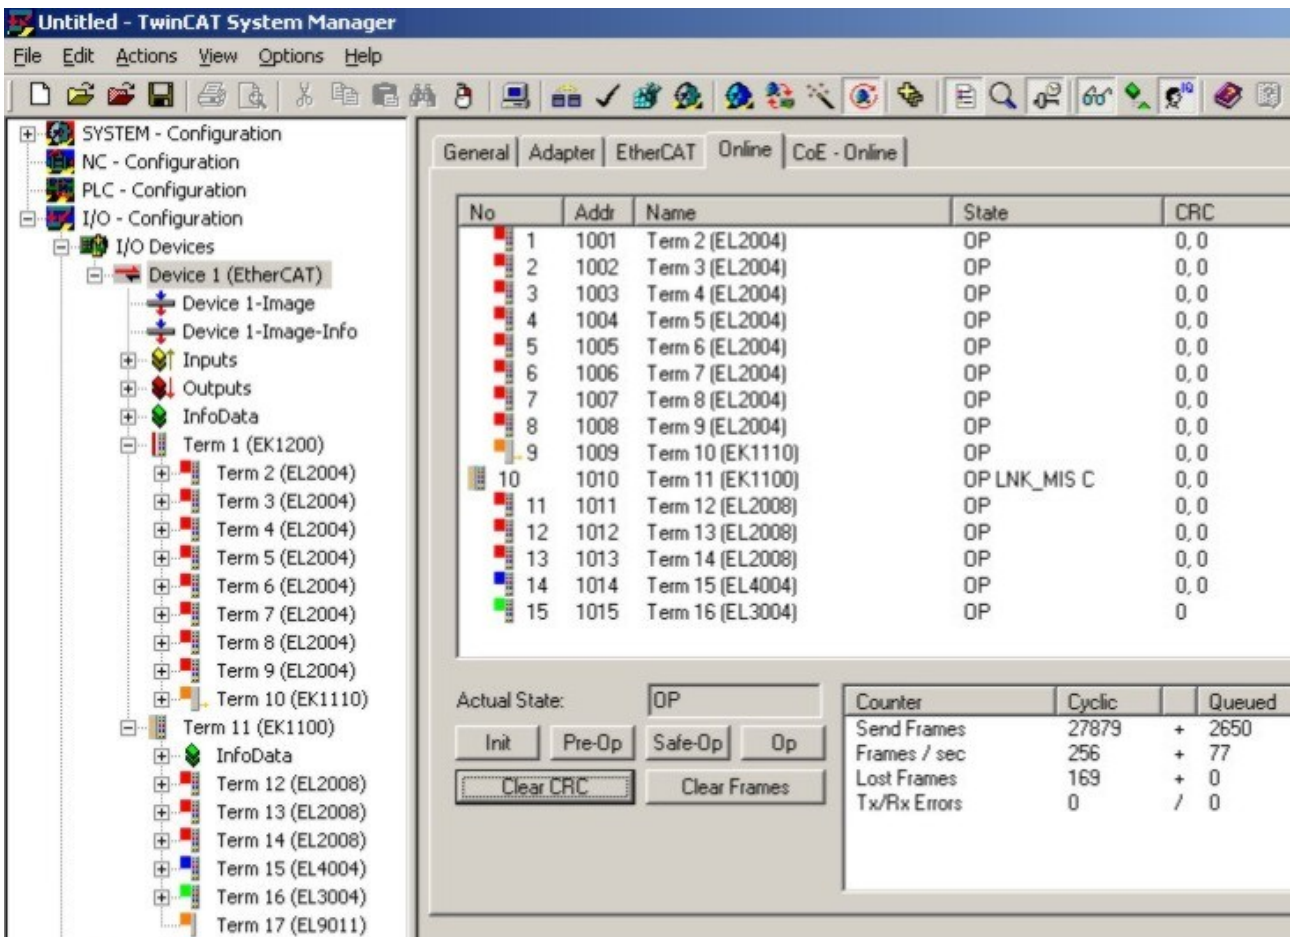 Untitled - TwinCAT System Manager
File Edit Actions View Options Help
SYSTEM - Configuration
NC - Configuration
PLC - Configuration
I/O - Configuration
I/O Devices
Device 1 (EtherCAT)
Device 1-Image
Device 1-Image-Info
Inputs
Outputs
InfoData
Term 1 (EK1200)
Term 2 (EL2004)
Term 3 (EL2004)
Term 4 (EL2004)
Term 5 (EL2004)
Term 6 (EL2004)
Term 7 (EL2004)
Term 8 (EL2004)
Term 9 (EL2004)
Term 10 (EK1110)
Term 11 (EK1100)
InfoData
Term 12 (EL2008)
Term 13 (EL2008)
Term 14 (EL2008)
Term 15 (EL4004)
Term 16 (EL3004)
Term 17 (EL9011)
General Adapter EtherCAT Online CoE - Online
No Addr Name State CRC
1 1001 Term 2 (EL2004) OP 0, 0
2 1002 Term 3 (EL2004) OP 0, 0
3 1003 Term 4 (EL2004) OP 0, 0
4 1004 Term 5 (EL2004) OP 0, 0
5 1005 Term 6 (EL2004) OP 0, 0
6 1006 Term 7 (EL2004) OP 0, 0
7 1007 Term 8 (EL2004) OP 0, 0
8 1008 Term 9 (EL2004) OP 0, 0
9 1009 Term 10 (EK1110) OP 0, 0
10 1010 Term 11 (EK1100) OP LNK_MIS C 0, 0
11 1011 Term 12 (EL2008) OP 0, 0
12 1012 Term 13 (EL2008) OP 0, 0
13 1013 Term 14 (EL2008) OP 0, 0
14 1014 Term 15 (EL4004) OP 0, 0
15 1015 Term 16 (EL3004) OP 0
Actual State: OP
Init Pre-Op Safe-Op Op
Clear CRC Clear Frames
Counter Cyclic Queued
Send Frames 27879 + 2650
Frames / sec 256 + 77
Lost Frames 169 + 0
Tx/Rx Errors 0 / 0